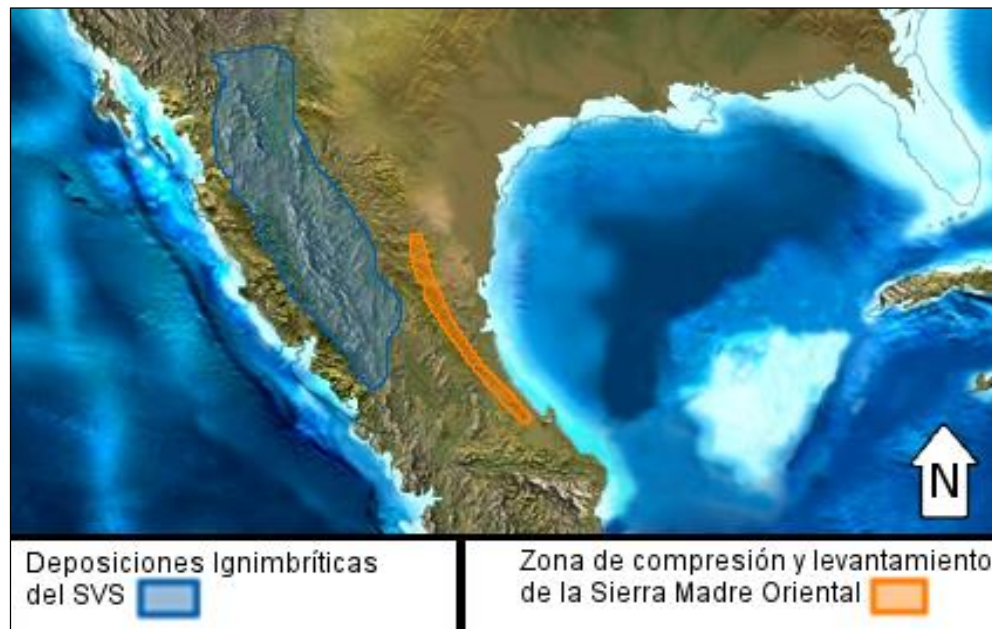 N
Deposiciones Ignimbríticas
del SVS
Zona de compresión y levantamiento
de la Sierra Madre Oriental